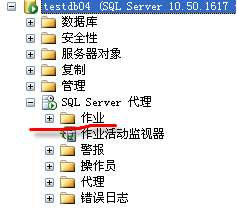 testdb04 (SQL Server 10.50.1617
数据库
安全性
服务器对象
复制
管理
SQL Server 代理
作业
作业活动监视器
警报
操作员
代理
错误日志